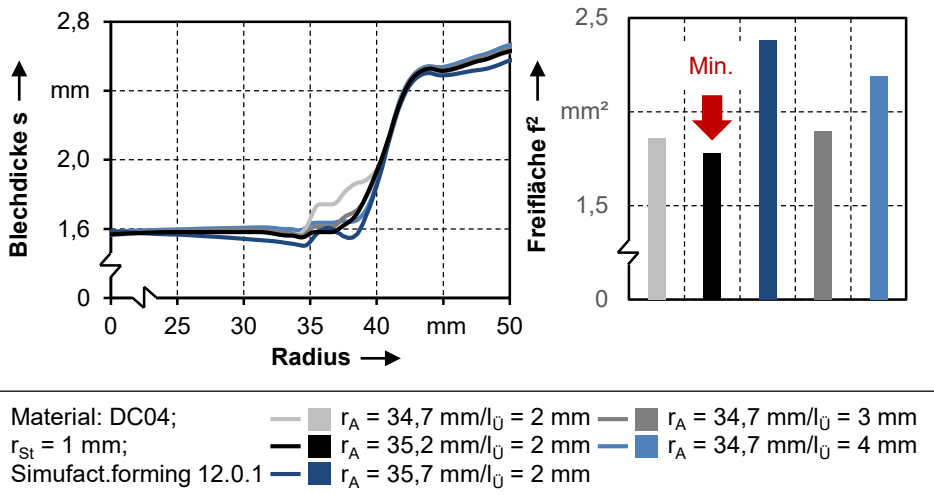 2,8
mm
2,0
1,6
0
Blechdicke s
0 25 30 35 40 mm 50
Radius
2,5
mm²
1,5
0
Freifläche f²
Min.
Material: DC04;
r_St = 1 mm;
Simufact.forming 12.0.1
r_A = 34,7 mm/l_Ü = 2 mm
r_A = 35,2 mm/l_Ü = 2 mm
r_A = 35,7 mm/l_Ü = 2 mm
r_A = 34,7 mm/l_Ü = 3 mm
r_A = 34,7 mm/l_Ü = 4 mm